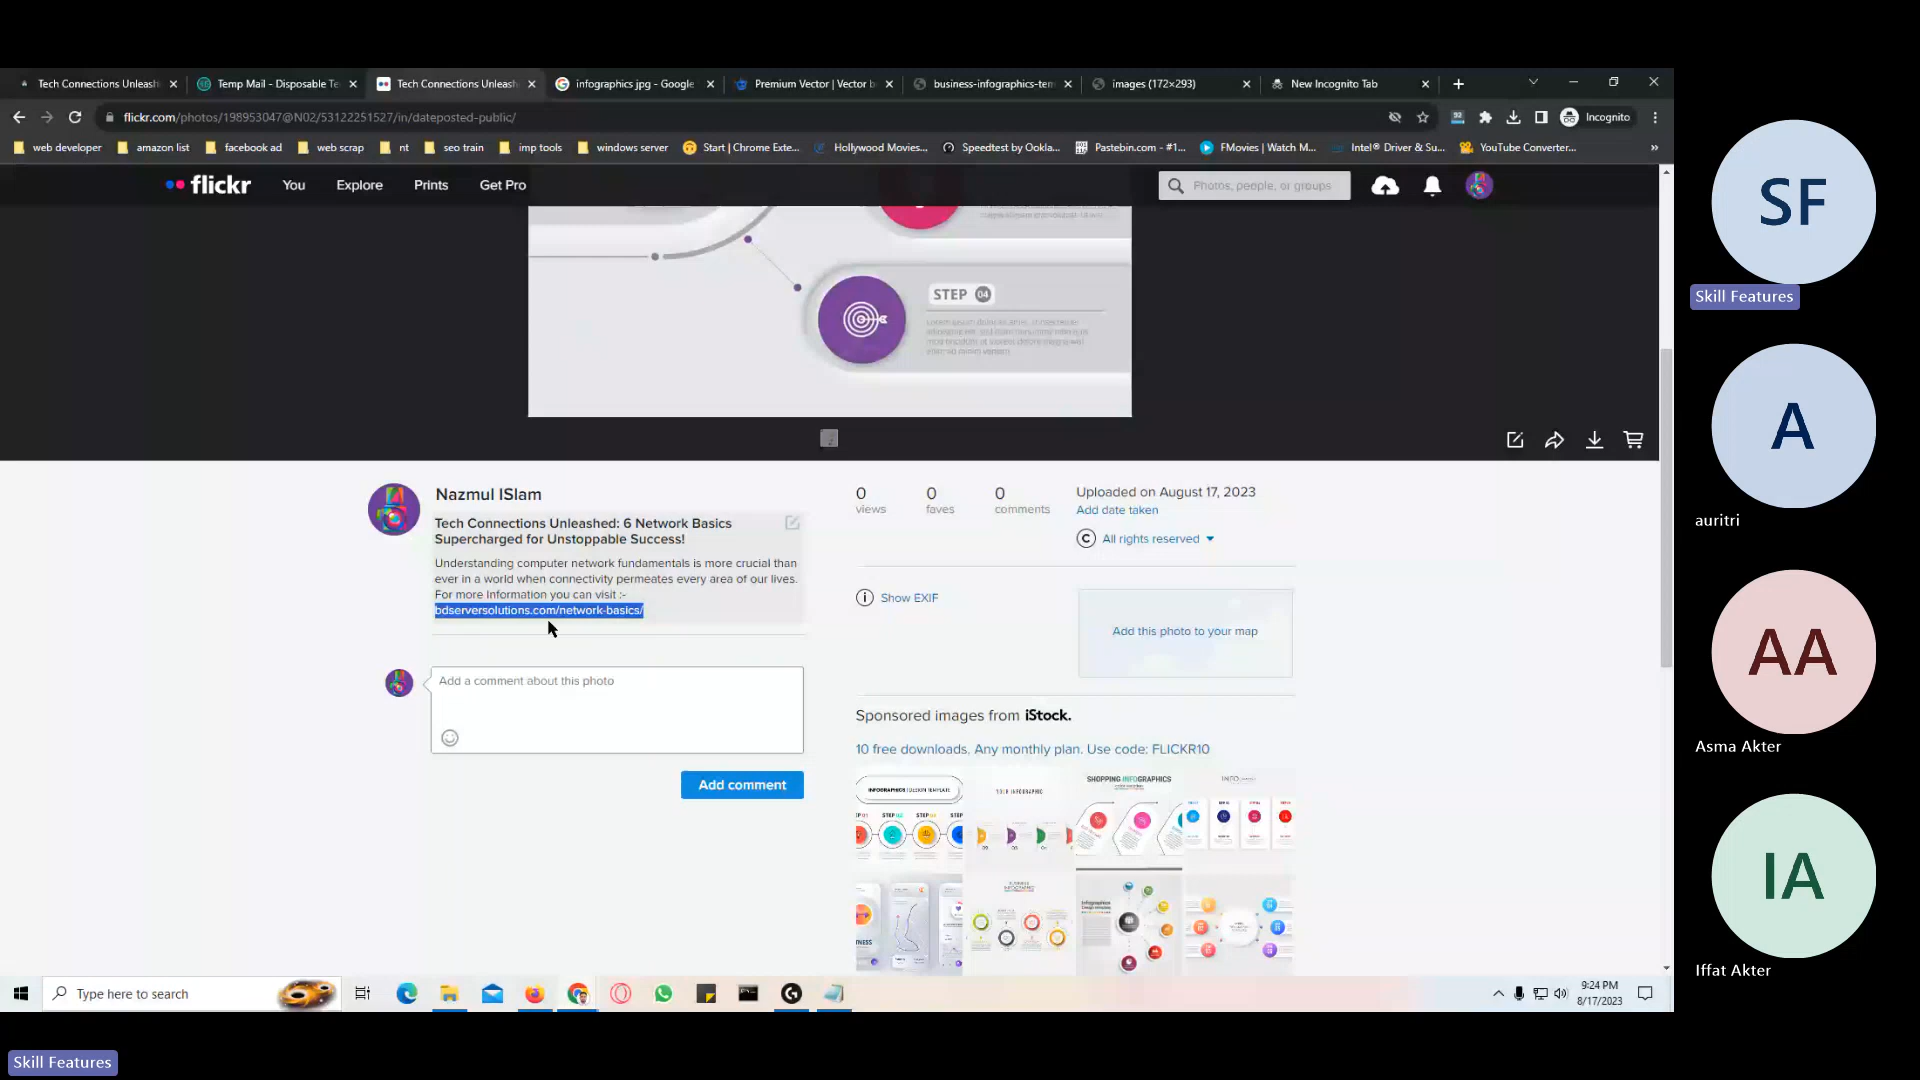 Tech Connections Unleash
Temp Mail - Disposable Te
Tech Connections Unleash
infographics jpg - Google
Premium Vector | Vector b
business-infographics-tem
images (172×293)
New Incognito Tab
flickr.com/photos/198953047@N02/53122251527/in/dateposted-public/
Incognito
web developer
amazon list
facebook ad
web scrap
nt
seo train
imp tools
windows server
Start | Chrome Exte...
Hollywood Movies...
Speedtest by Ookla...
Pastebin.com - #1...
FMovies | Watch M...
Intel® Driver & Su...
YouTube Converter...
flickr
You
Explore
Prints
Get Pro
Photos, people, or groups
STEP 04
Nazmul ISlam
Tech Connections Unleashed: 6 Network Basics
Supercharged for Unstoppable Success!
Understanding computer network fundamentals is more crucial than
ever in a world when connectivity permeates every area of our lives.
For more Information you can visit :-
bdserversolutions.com/network-basics/
Add a comment about this photo
Add comment
0 views
0 faves
0 comments
Uploaded on August 17, 2023
Add date taken
All rights reserved
Show EXIF
Add this photo to your map
Sponsored images from iStock.
10 free downloads. Any monthly plan. Use code: FLICKR10
INFOGRAPHICS
SHOPPING INFOGRAPHICS
Type here to search
9:24 PM
8/17/2023
SF
Skill Features
A
auritri
AA
Asma Akter
IA
Iffat Akter
Skill Features